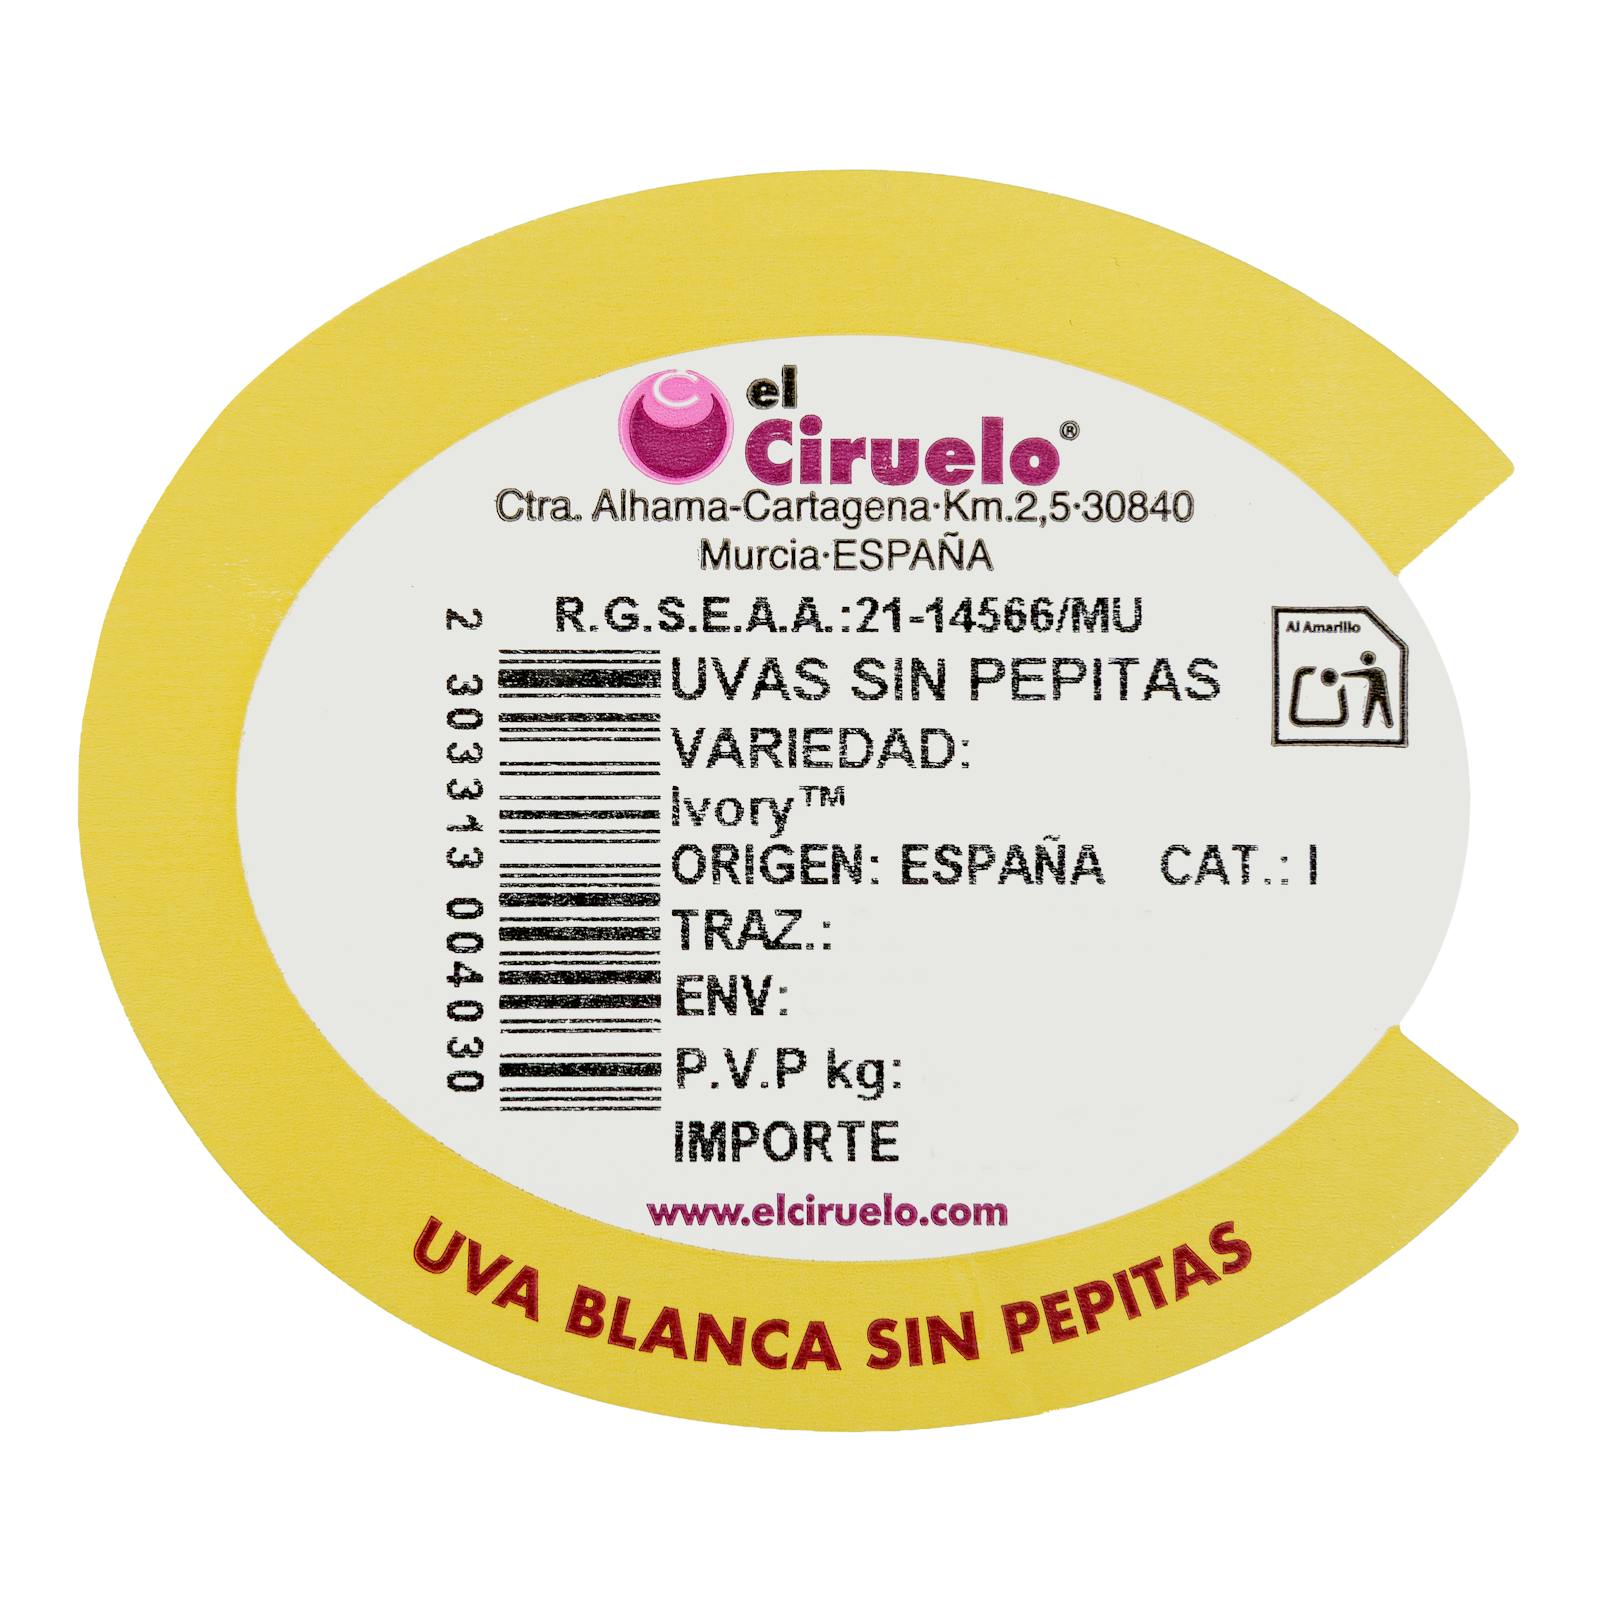 el
Ciruelo®
Ctra. Alhama-Cartagena·Km.2,5·30840
Murcia·ESPAÑA
R.G.S.E.A.A.:21-14566/MU
Al Amarillo
UVAS SIN PEPITAS
VARIEDAD:
Ivory™
ORIGEN: ESPAÑA CAT.: I
TRAZ.:
ENV:
P.V.P kg:
IMPORTE
2 303313 004030
www.elciruelo.com
UVA BLANCA SIN PEPITAS